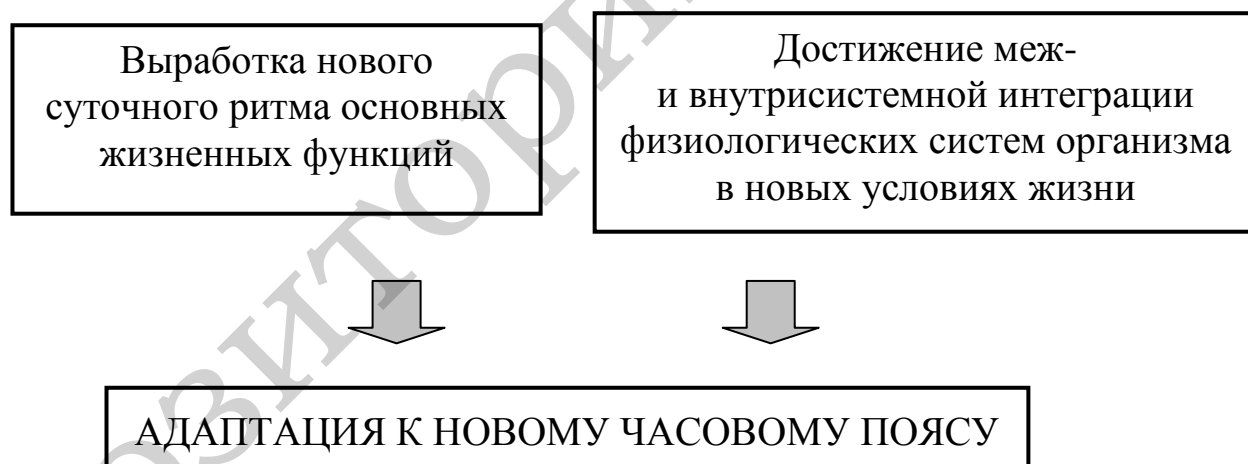 Выработка нового
суточного ритма основных
жизненных функций
Достижение меж-
и внутрисистемной интеграции
физиологических систем организма
в новых условиях жизни
АДАПТАЦИЯ К НОВОМУ ЧАСОВОМУ ПОЯСУ